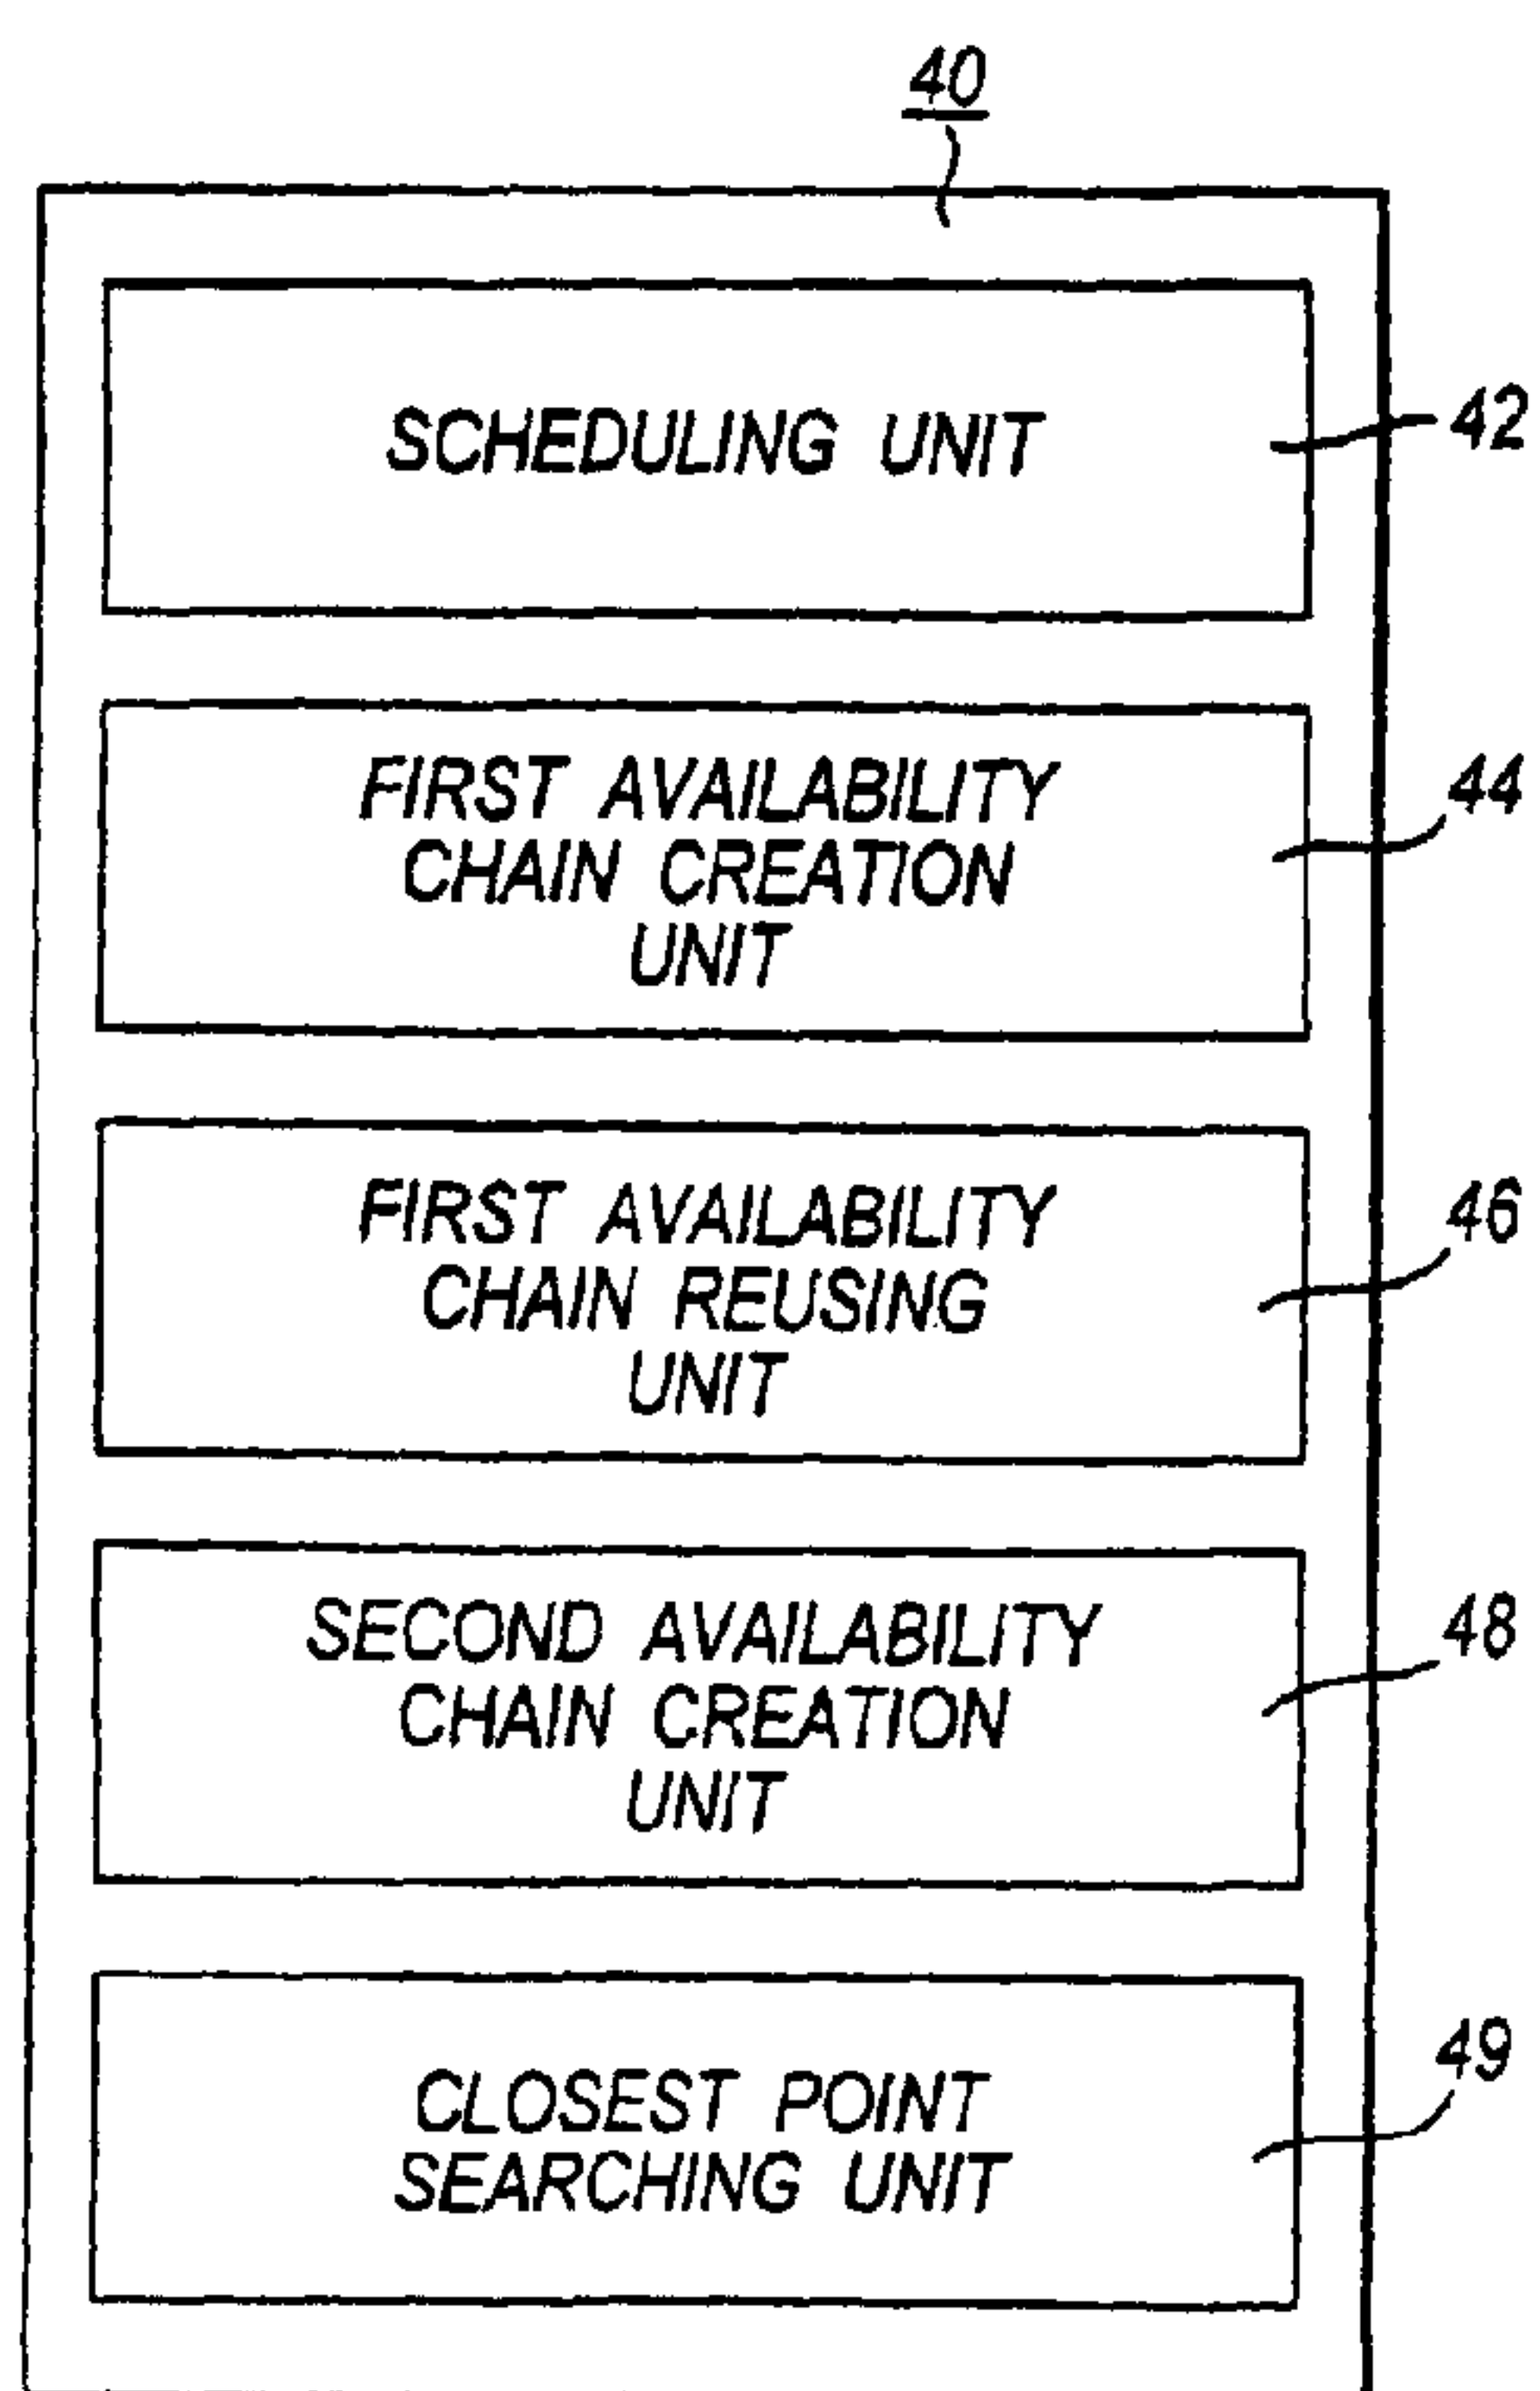 40
SCHEDULING UNIT
42
FIRST AVAILABILITY
CHAIN CREATION
UNIT
44
FIRST AVAILABILITY
CHAIN REUSING
UNIT
46
SECOND AVAILABILITY
CHAIN CREATION
UNIT
48
CLOSEST POINT
SEARCHING UNIT
49